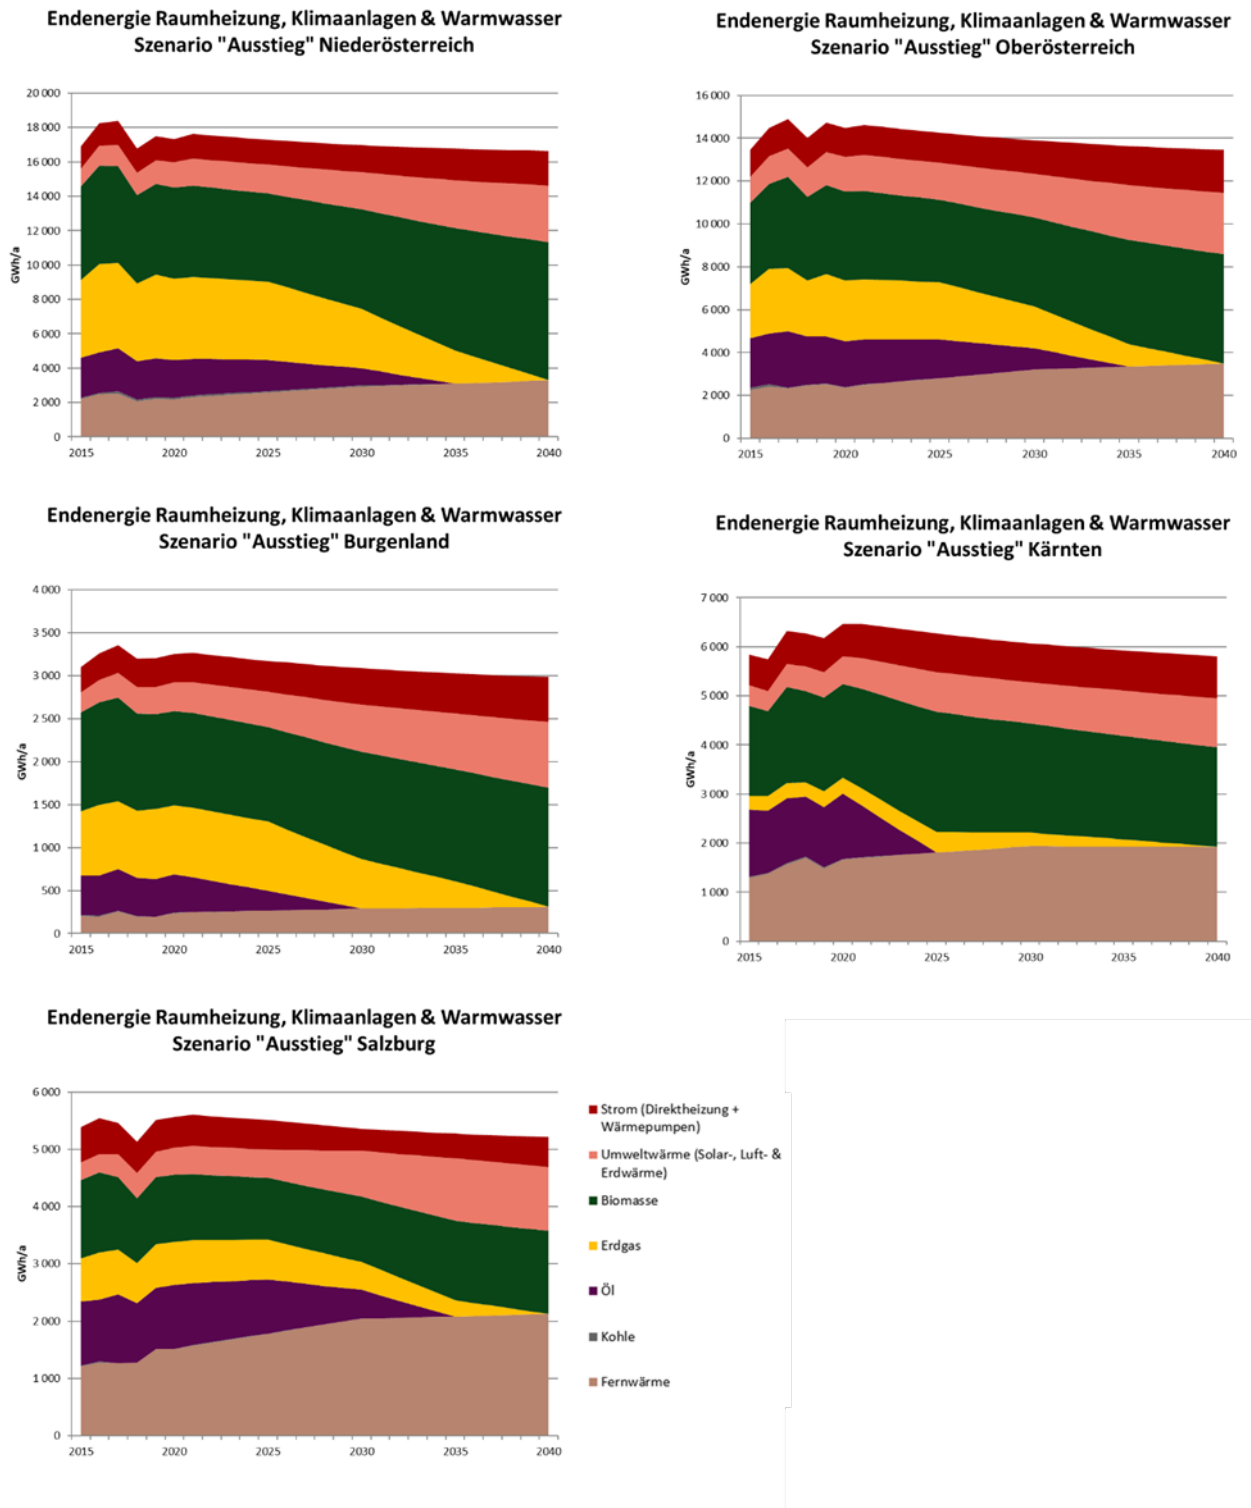 Endenergie Raumheizung, Klimaanlagen & Warmwasser
Szenario "Ausstieg" Niederösterreich
20 000
18 000
16 000
14 000
12 000
10 000
8 000
6 000
4 000
2 000
0
GWh/a
2015 2020 2025 2030 2035 2040
Endenergie Raumheizung, Klimaanlagen & Warmwasser
Szenario "Ausstieg" Oberösterreich
16 000
14 000
12 000
10 000
8 000
6 000
4 000
2 000
0
GWh/a
2015 2020 2025 2030 2035 2040
Endenergie Raumheizung, Klimaanlagen & Warmwasser
Szenario "Ausstieg" Burgenland
4 000
3 500
3 000
2 500
2 000
1 500
1 000
500
0
GWh/a
2015 2020 2025 2030 2035 2040
Endenergie Raumheizung, Klimaanlagen & Warmwasser
Szenario "Ausstieg" Kärnten
7 000
6 000
5 000
4 000
3 000
2 000
1 000
0
GWh/a
2015 2020 2025 2030 2035 2040
Endenergie Raumheizung, Klimaanlagen & Warmwasser
Szenario "Ausstieg" Salzburg
6 000
5 000
4 000
3 000
2 000
1 000
0
GWh/a
2015 2020 2025 2030 2035 2040
Strom (Direktheizung +
Wärmepumpen)
Umweltwärme (Solar-, Luft- &
Erdwärme)
Biomasse
Erdgas
Öl
Kohle
Fernwärme